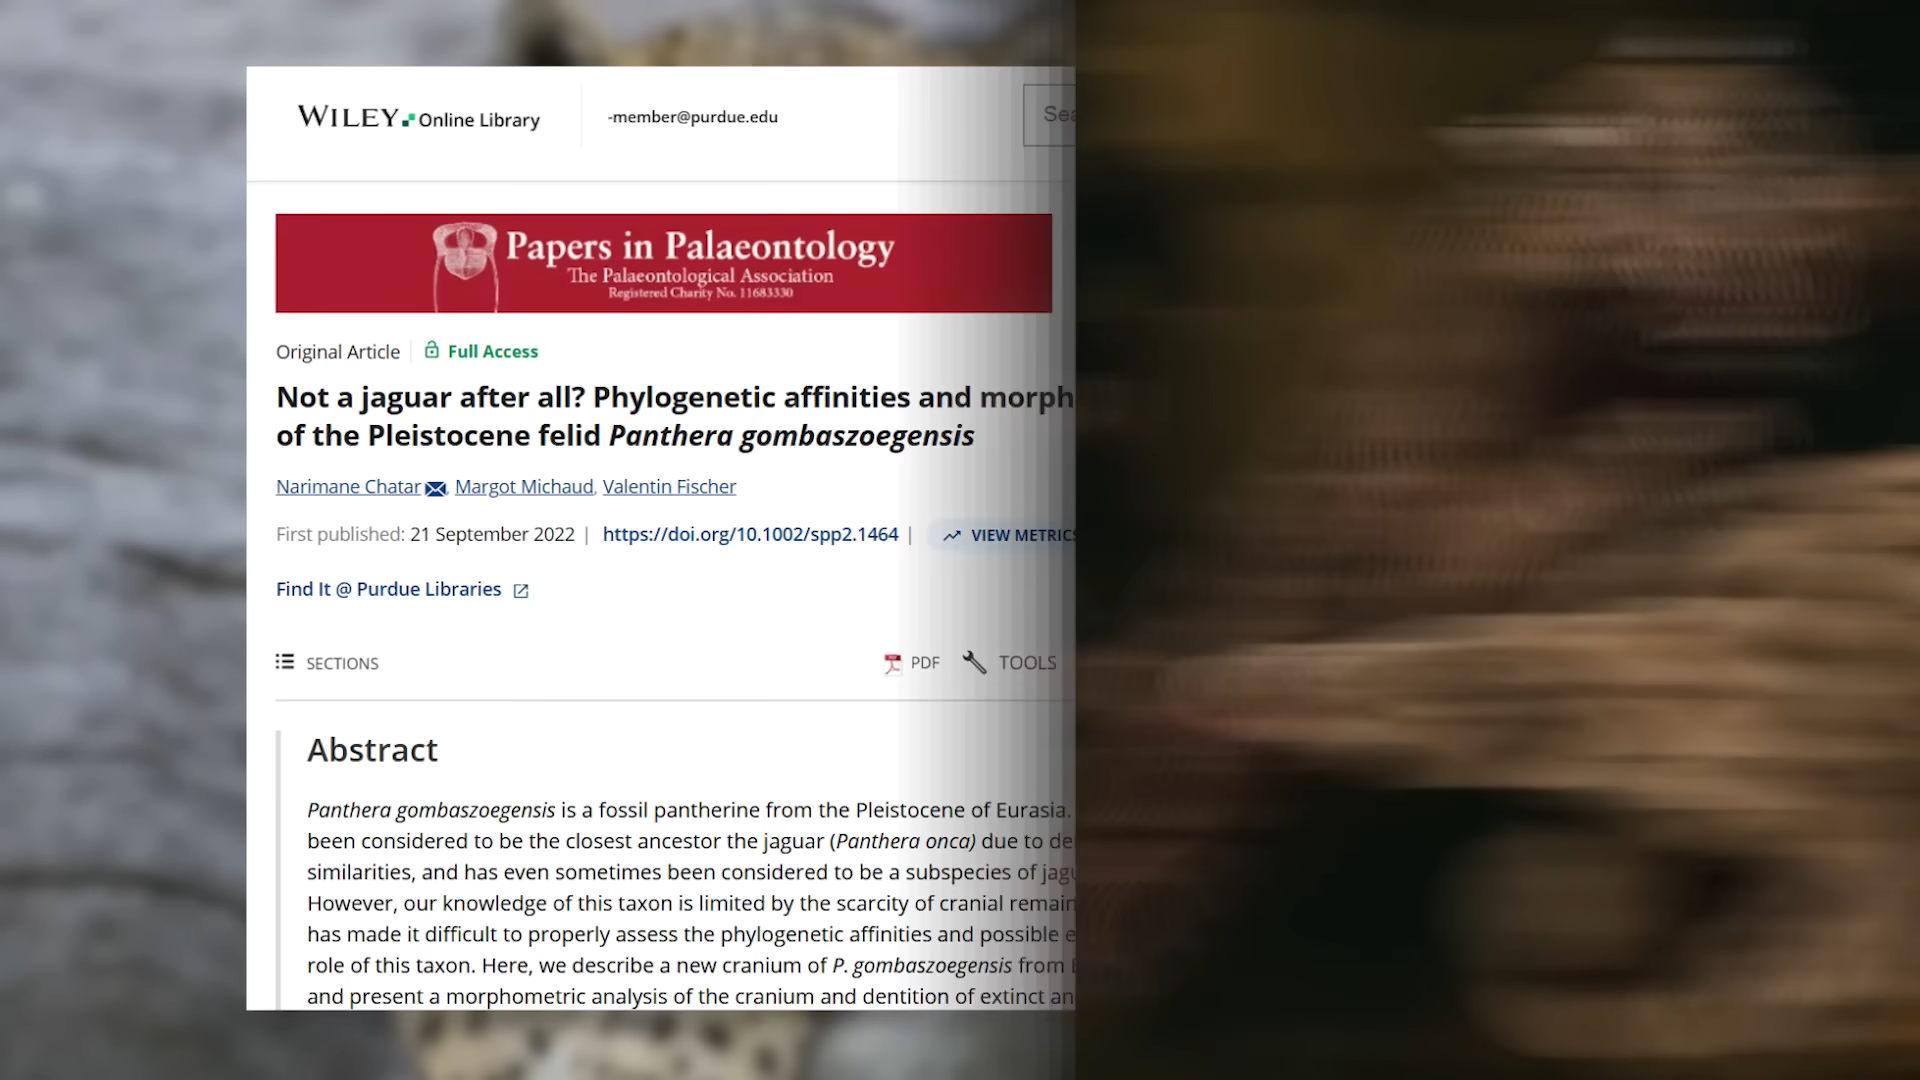 WILEY Online Library
-member@purdue.edu
Papers in Palaeontology
The Palaeontological Association
Registered Charity No. 11683330
Original Article
Full Access
Not a jaguar after all? Phylogenetic affinities and morph
of the Pleistocene felid Panthera gombaszoegensis
Narimane Chatar, Margot Michaud, Valentin Fischer
First published: 21 September 2022 | https://doi.org/10.1002/spp2.1464 |
VIEW METRICS
Find It @ Purdue Libraries
SECTIONS
PDF
TOOLS
Abstract
Panthera gombaszoegensis is a fossil pantherine from the Pleistocene of Eurasia.
been considered to be the closest ancestor the jaguar (Panthera onca) due to de
similarities, and has even sometimes been considered to be a subspecies of jagu
However, our knowledge of this taxon is limited by the scarcity of cranial remain
has made it difficult to properly assess the phylogenetic affinities and possible e
role of this taxon. Here, we describe a new cranium of P. gombaszoegensis from
and present a morphometric analysis of the cranium and dentition of extinct an